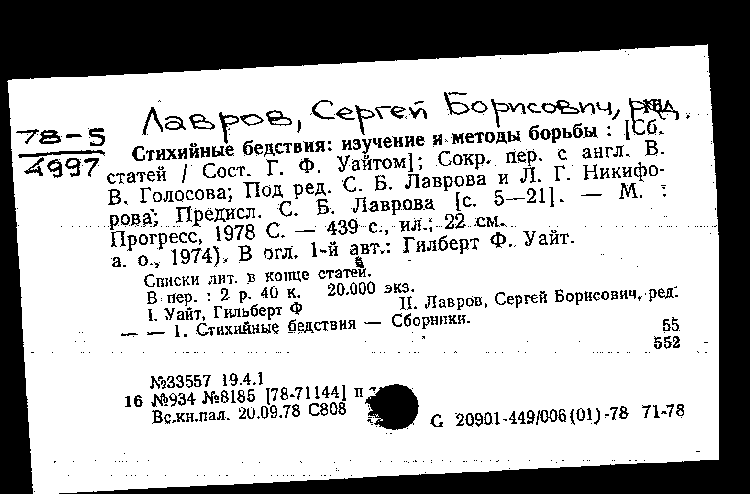 Лавров, Сергей Борисович, ред.
78-5
4997
Стихийные бедствия: изучение и методы борьбы : [Сб.
статей / Сост. Г. Ф. Уайтом]; Сокр. пер. с англ. В.
В. Голосова; Под ред. С. Б. Лаврова и Л. Г. Никифо-
рова; Предисл. С. Б. Лаврова [с. 5—21]. — М. :
Прогресс, 1978 С. — 439 с., ил.; 22 см.
а. о., 1974). В огл. 1-й авт.: Гилберт Ф. Уайт.
Списки лит. в конце статей.
В пер. : 2 р. 40 к. 20.000 экз.
I. Уайт, Гильберт Ф II. Лавров, Сергей Борисович, ред.
— — 1. Стихийные бедствия — Сборники.
55
552
№33557 19.4.1
16 №934 №8185 [78-71144] п
Вс.кн.пал. 20.09.78 С808
G 20901-449/006(01)-78 71-78